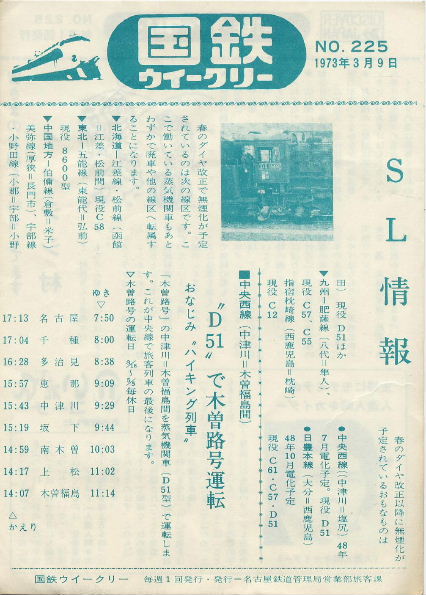 国鉄
ウイークリー
NO. 225
1973年3月9日
SL情報
春のダイヤ改正で無煙化が予定
されているのは次の線区です。こ
こで働いている蒸気機関車もあと
わずかで廃車や他の線区へ転属す
ることになります。
▼北海道―江差線・松前線(函館
=江差・松前間)現役C58
▼東北―五能線(東能代=弘前)
現役8600型
▼中国地方―伯備線(倉敷=米子)
美弥線(厚後=長門市)、宇部線
・小野田線(小郡=宇部=小野
田)現役D51ほか
▼九州―肥薩線(八代=隼人)、
現役C57、C55
指宿枕崎線(西鹿児島=枕崎)
現役C12
春のダイヤ改正以降に無煙化が
予定されているおもなものは
●中央西線(中津川=塩尻)48年
7月電化予定。現役D51
●日豊本線(大分=西鹿児島)
48年10月電化予定
現役C61・C57・D51
■中央西線(中津川=木曽福島間)
“D51”で木曽路号運転
おなじみ“ハイキング列車”
「木曽路号」の中津川=木曽福島間を蒸気機関車(D51型)で運転しま
す。これが中央線で旅客列車の最後になります。
▽木曽路号の運転日
ゆき
▽
17:13 名古屋 7:50
17:04 千種 8:00
16:28 多治見 8:38
15:57 恵那 9:09
15:43 中津川 9:29
15:19 坂下 9:44
14:59 南木曽 10:03
14:17 上松 11:02
14:07 木曽福島 11:14
△
かえり
国鉄ウイークリー 毎週1回発行・発行―名古屋鉄道管理局営業部旅客課